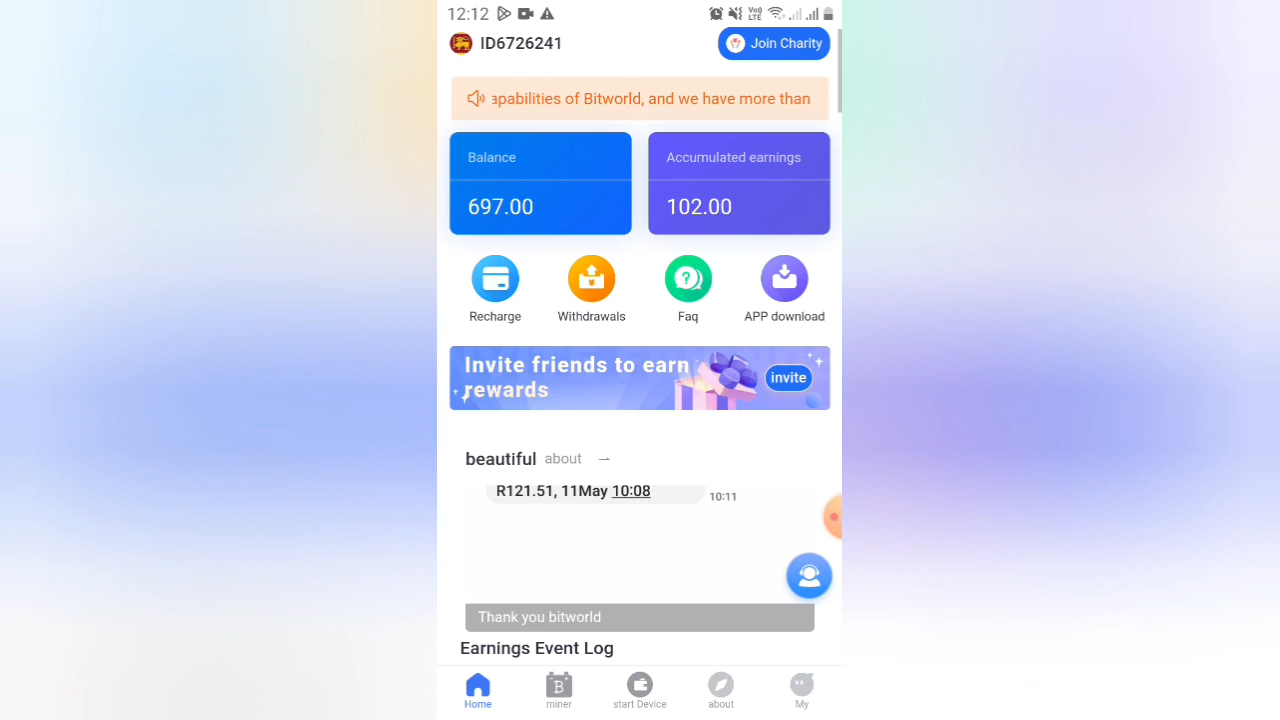 12:12
ID6726241
Join Charity
apabilities of Bitworld, and we have more than
Balance
Accumulated earnings
697.00
102.00
Recharge
Withdrawals
Faq
APP download
Invite friends to earn
rewards
invite
beautiful about
R121.51, 11May 10:08
10:11
Thank you bitworld
Earnings Event Log
Home
miner
start Device
about
My